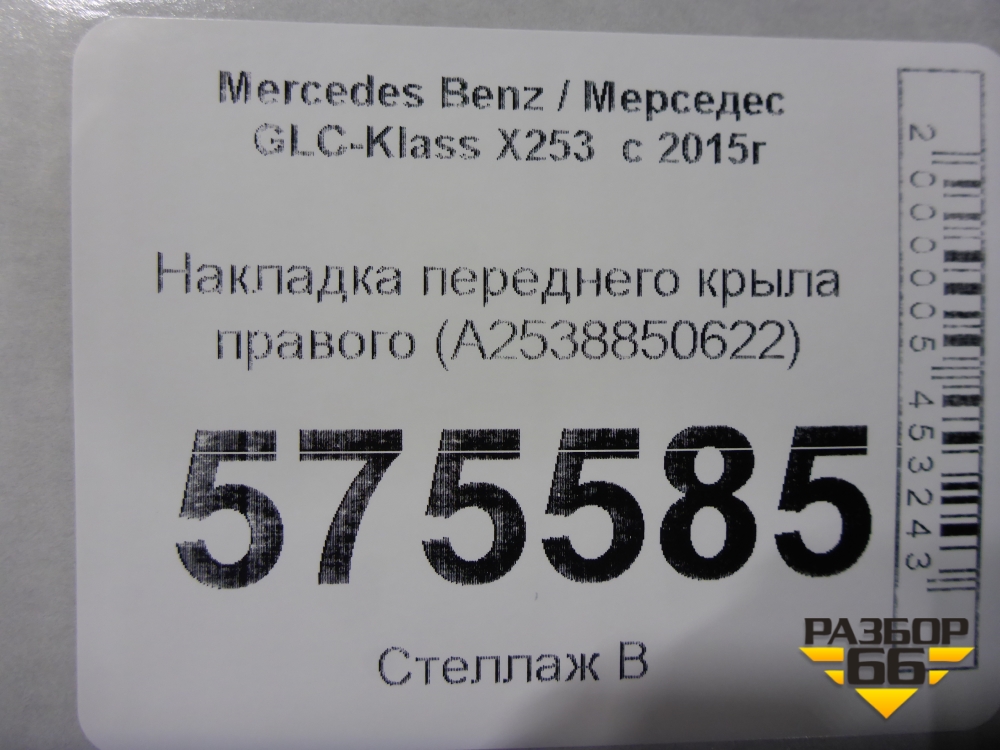 Mercedes Benz / Мерседес
GLC-Klass X253 с 2015г
Накладка переднего крыла
правого (A2538850622)
575585
Стеллаж В
2000005453243
РАЗБОР
66